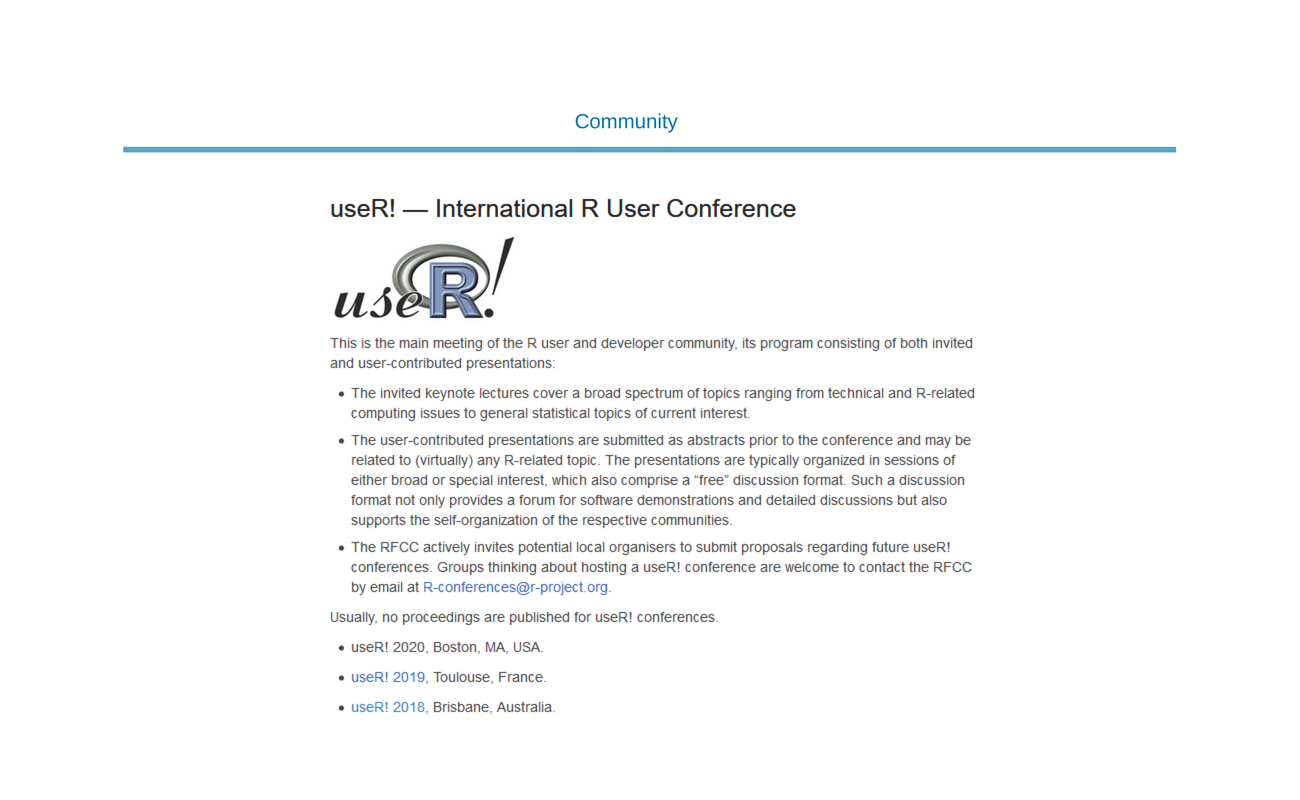 Community
useR! — International R User Conference
useR!
This is the main meeting of the R user and developer community, its program consisting of both invited
and user-contributed presentations:
• The invited keynote lectures cover a broad spectrum of topics ranging from technical and R-related
computing issues to general statistical topics of current interest.
• The user-contributed presentations are submitted as abstracts prior to the conference and may be
related to (virtually) any R-related topic. The presentations are typically organized in sessions of
either broad or special interest, which also comprise a “free” discussion format. Such a discussion
format not only provides a forum for software demonstrations and detailed discussions but also
supports the self-organization of the respective communities.
• The RFCC actively invites potential local organisers to submit proposals regarding future useR!
conferences. Groups thinking about hosting a useR! conference are welcome to contact the RFCC
by email at R-conferences@r-project.org.
Usually, no proceedings are published for useR! conferences.
• useR! 2020, Boston, MA, USA.
• useR! 2019, Toulouse, France.
• useR! 2018, Brisbane, Australia.